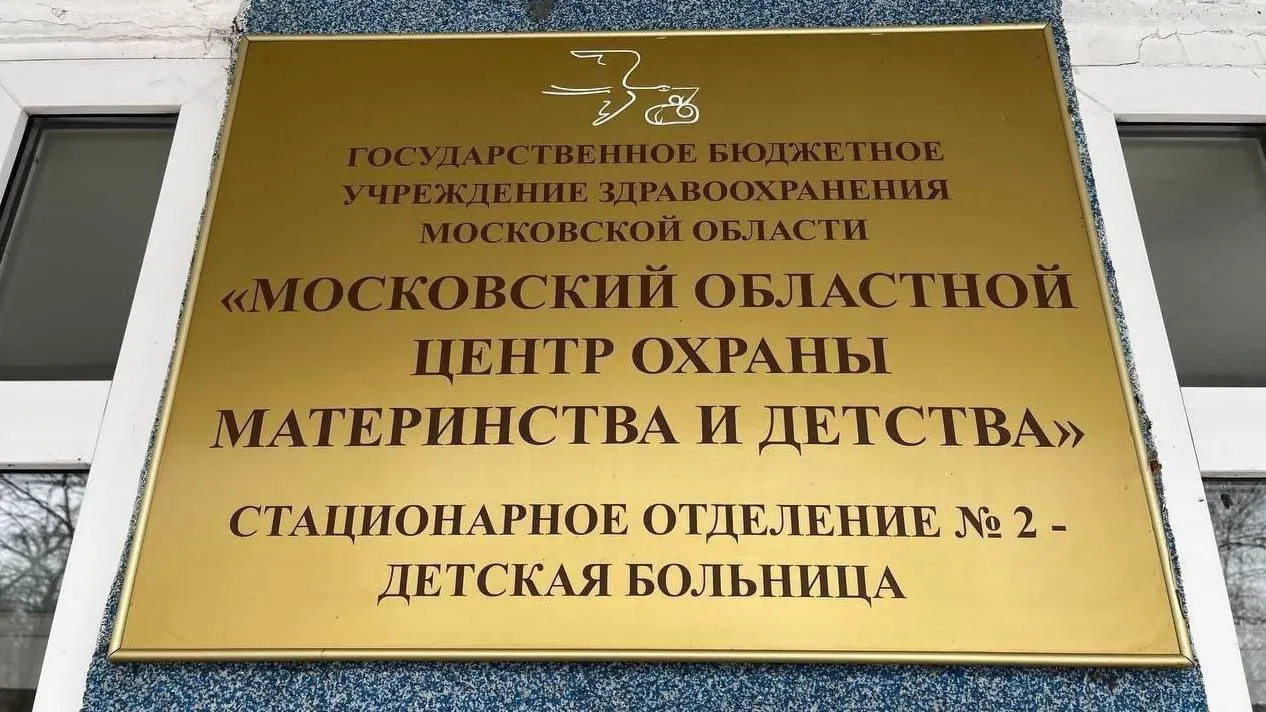 ГОСУДАРСТВЕННОЕ БЮДЖЕТНОЕ
УЧРЕЖДЕНИЕ ЗДРАВООХРАНЕНИЯ
МОСКОВСКОЙ ОБЛАСТИ
«МОСКОВСКИЙ ОБЛАСТНОЙ
ЦЕНТР ОХРАНЫ
МАТЕРИНСТВА И ДЕТСТВА»
СТАЦИОНАРНОЕ ОТДЕЛЕНИЕ № 2 -
ДЕТСКАЯ БОЛЬНИЦА